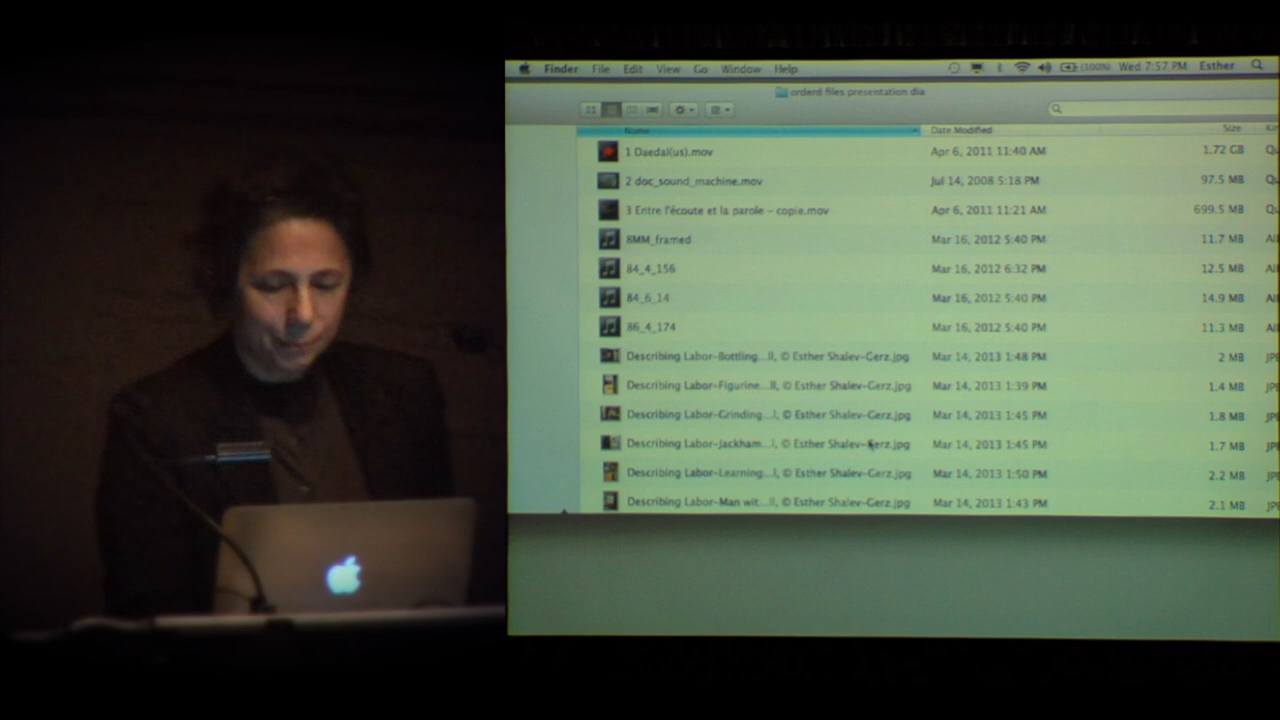 Finder File Edit View Go Window Help (100%) Wed 7:57 PM Esther
orderd files presentation dia
Name Date Modified Size
1 Daedal(us).mov Apr 6, 2011 11:40 AM 1.72 GB
2 doc_sound_machine.mov Jul 14, 2008 5:18 PM 97.5 MB
3 Entre l'écoute et la parole – copie.mov Apr 6, 2011 11:21 AM 699.5 MB
8MM_framed Mar 16, 2012 5:40 PM 11.7 MB
84_4_156 Mar 16, 2012 6:32 PM 12.5 MB
84_6_14 Mar 16, 2012 5:40 PM 14.9 MB
86_4_174 Mar 16, 2012 5:40 PM 11.3 MB
Describing Labor-Bottling...ll, © Esther Shalev-Gerz.jpg Mar 14, 2013 1:48 PM 2 MB
Describing Labor-Figurine...ll, © Esther Shalev-Gerz.jpg Mar 14, 2013 1:39 PM 1.4 MB
Describing Labor-Grinding...l, © Esther Shalev-Gerz.jpg Mar 14, 2013 1:45 PM 1.8 MB
Describing Labor-Jackham...l, © Esther Shalev-Gerz.jpg Mar 14, 2013 1:45 PM 1.7 MB
Describing Labor-Learning...l, © Esther Shalev-Gerz.jpg Mar 14, 2013 1:50 PM 2.2 MB
Describing Labor-Man wit...ll, © Esther Shalev-Gerz.jpg Mar 14, 2013 1:43 PM 2.1 MB